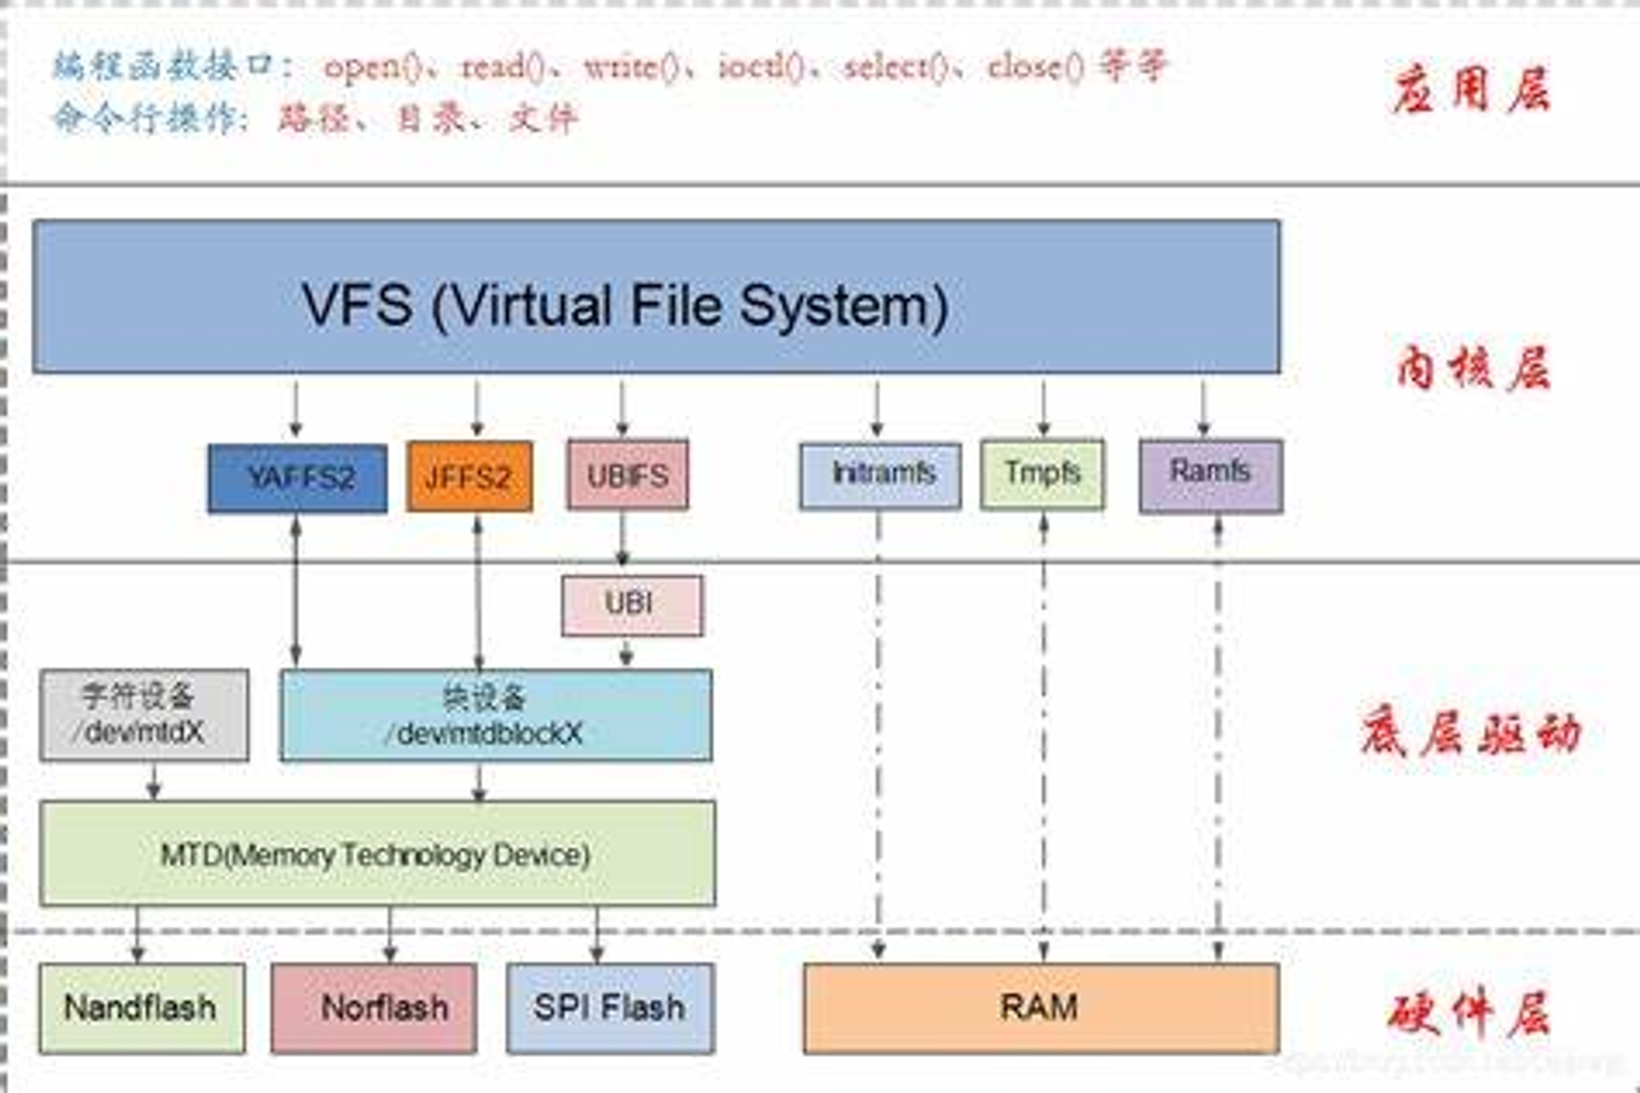 编程函数接口： open()、read()、write()、ioctl()、select()、close() 等等
命令行操作： 路径、目录、文件
应用层
VFS (Virtual File System)
内核层
YAFFS2
JFFS2
UBIFS
Initramfs
Tmpfs
Ramfs
UBI
字符设备
/dev/mtdX
块设备
/dev/mtdblockX
底层驱动
MTD(Memory Technology Device)
Nandflash
Norflash
SPI Flash
RAM
硬件层